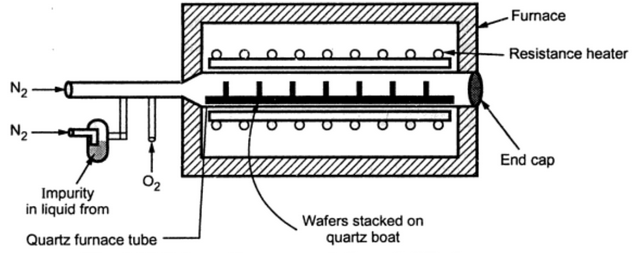 Furnace
Resistance heater
N2
N2
O2
End cap
Impurity
in liquid from
Wafers stacked on
quartz boat
Quartz furnace tube